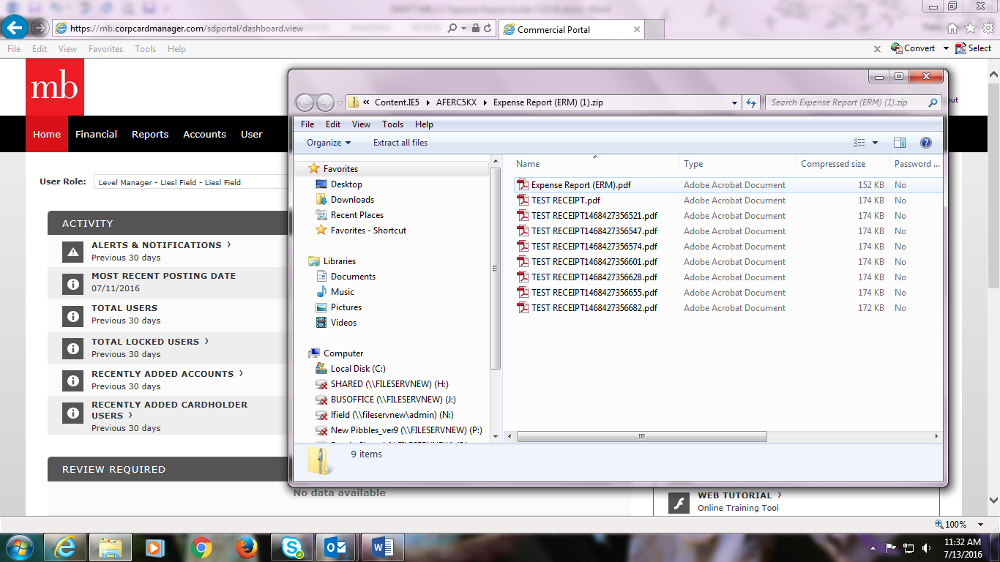 https://mb.corpcardmanager.com/sdportal/dashboard.view
Commercial Portal
File Edit View Favorites Tools Help
Convert Select
mb
Home Financial Reports Accounts User
User Role: Level Manager - Liesl Field - Liesl Field
ACTIVITY
ALERTS & NOTIFICATIONS
Previous 30 days
MOST RECENT POSTING DATE
07/11/2016
TOTAL USERS
Previous 30 days
TOTAL LOCKED USERS
Previous 30 days
RECENTLY ADDED ACCOUNTS
Previous 30 days
RECENTLY ADDED CARDHOLDER
USERS
Previous 30 days
REVIEW REQUIRED
No data available
Content.IE5 AFERC5KX Expense Report (ERM) (1).zip
Search Expense Report (ERM) (1).zip
out
File Edit View Tools Help
Organize Extract all files
Favorites
Desktop
Downloads
Recent Places
Favorites - Shortcut
Libraries
Documents
Music
Pictures
Videos
Computer
Local Disk (C:)
SHARED (\\FILESERVNEW) (H:)
BUSOFFICE (\\FILESERVNEW) (J:)
lfield (\\fileservnew\admin) (N:)
New Pibbles_ver9 (\\FILESERVNEW) (P:)
Name Type Compressed size Password ...
Expense Report (ERM).pdf Adobe Acrobat Document 152 KB No
TEST RECEIPT.pdf Adobe Acrobat Document 174 KB No
TEST RECEIPT1468427356521.pdf Adobe Acrobat Document 174 KB No
TEST RECEIPT1468427356547.pdf Adobe Acrobat Document 174 KB No
TEST RECEIPT1468427356574.pdf Adobe Acrobat Document 174 KB No
TEST RECEIPT1468427356601.pdf Adobe Acrobat Document 174 KB No
TEST RECEIPT1468427356628.pdf Adobe Acrobat Document 174 KB No
TEST RECEIPT1468427356655.pdf Adobe Acrobat Document 174 KB No
TEST RECEIPT1468427356682.pdf Adobe Acrobat Document 172 KB No
9 items
WEB TUTORIAL
Online Training Tool
100%
11:32 AM
7/13/2016